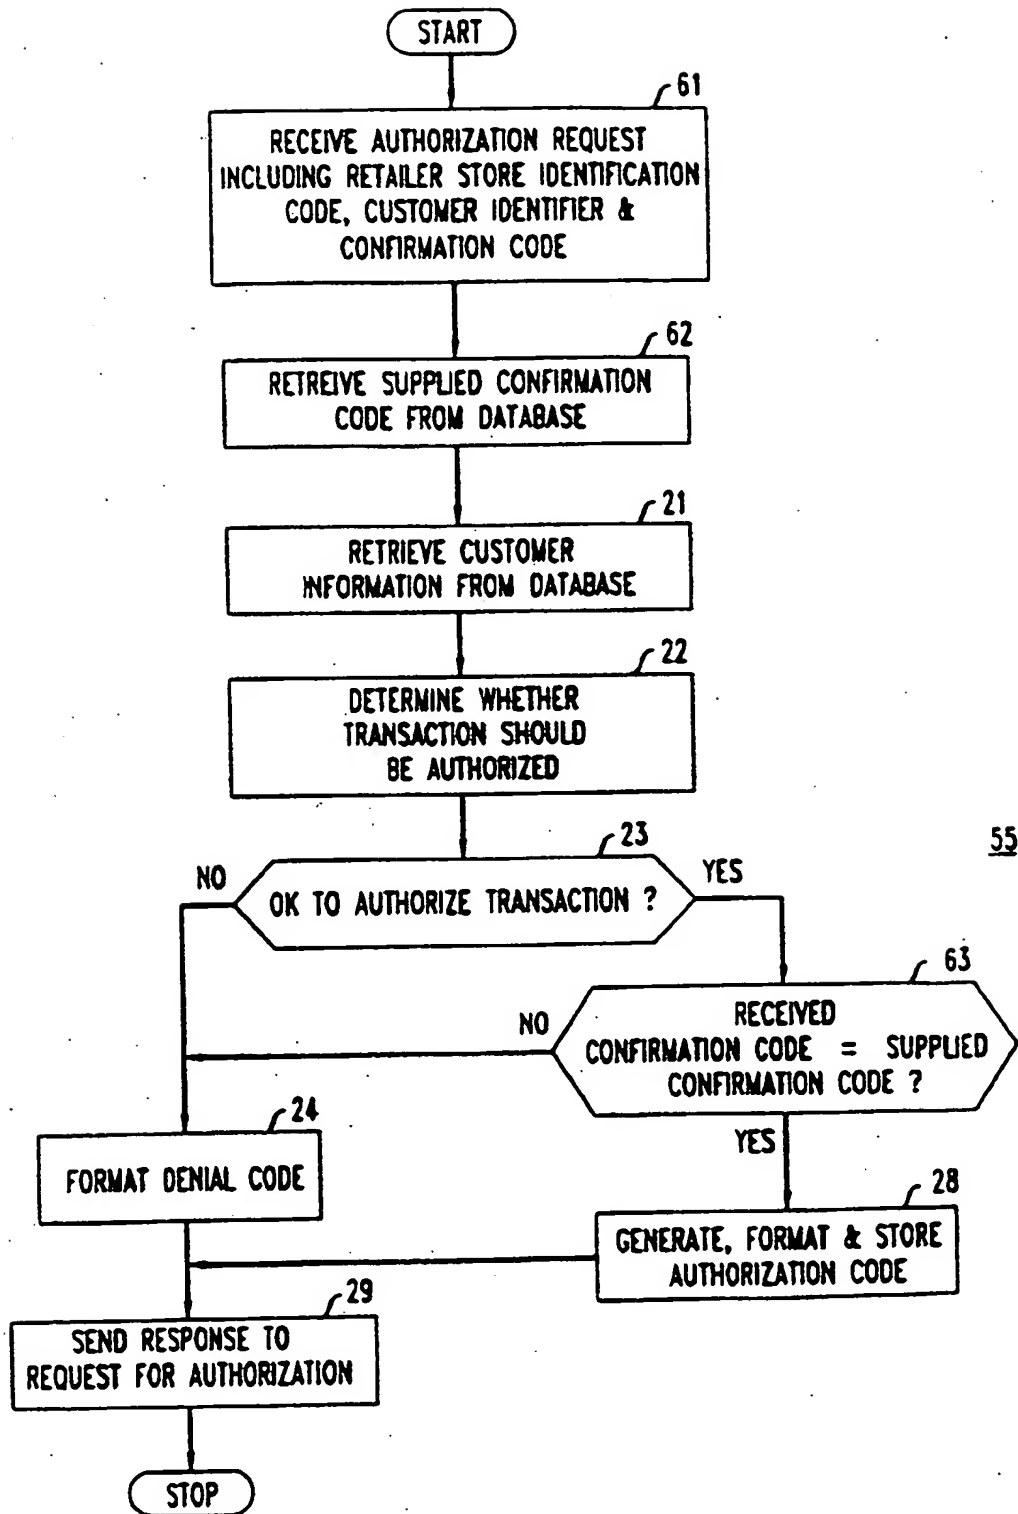 START
61
RECEIVE AUTHORIZATION REQUEST
INCLUDING RETAILER STORE IDENTIFICATION
CODE, CUSTOMER IDENTIFIER &
CONFIRMATION CODE
62
RETREIVE SUPPLIED CONFIRMATION
CODE FROM DATABASE
21
RETRIEVE CUSTOMER
INFORMATION FROM DATABASE
22
DETERMINE WHETHER
TRANSACTION SHOULD
BE AUTHORIZED
55
23
NO
OK TO AUTHORIZE TRANSACTION ?
YES
63
NO
RECEIVED
CONFIRMATION CODE = SUPPLIED
CONFIRMATION CODE ?
YES
24
FORMAT DENIAL CODE
28
GENERATE, FORMAT & STORE
AUTHORIZATION CODE
29
SEND RESPONSE TO
REQUEST FOR AUTHORIZATION
STOP